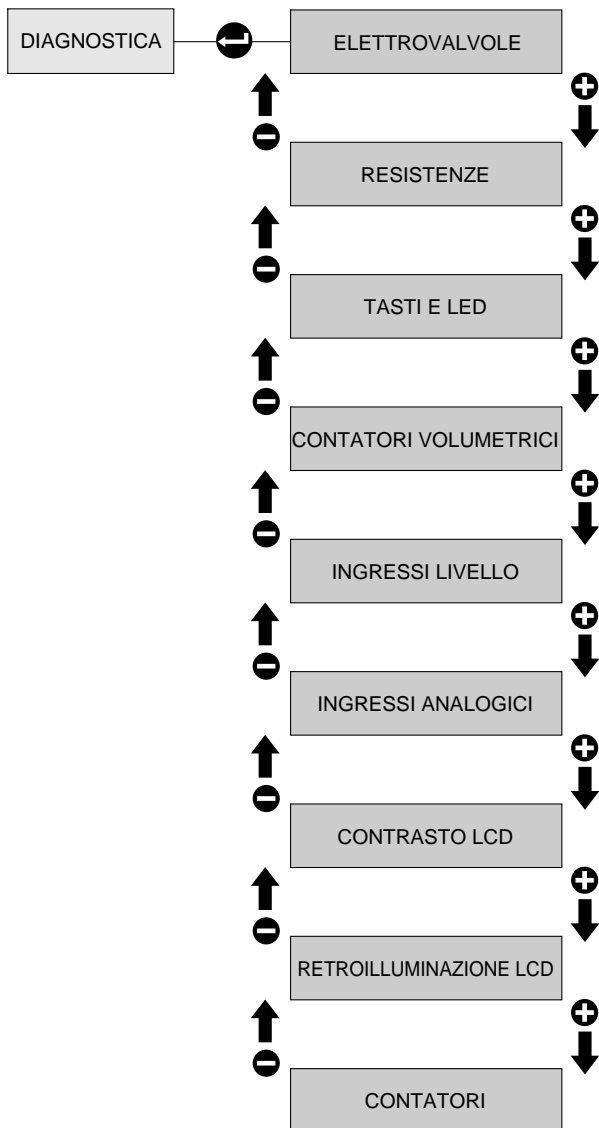 DIAGNOSTICA
ELETTROVALVOLE
RESISTENZE
TASTI E LED
CONTATORI VOLUMETRICI
INGRESSI LIVELLO
INGRESSI ANALOGICI
CONTRASTO LCD
RETROILLUMINAZIONE LCD
CONTATORI